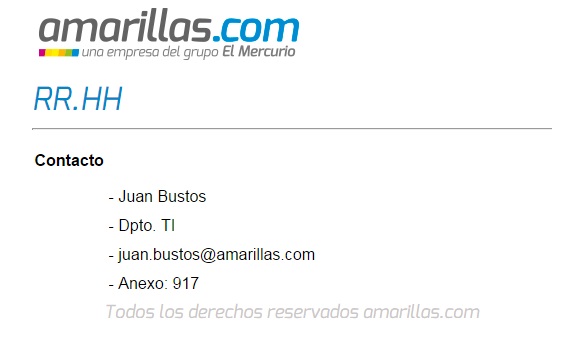 amarillas.com
una empresa del grupo El Mercurio
RR.HH
Contacto
- Juan Bustos
- Dpto. TI
- juan.bustos@amarillas.com
- Anexo: 917
Todos los derechos reservados amarillas.com